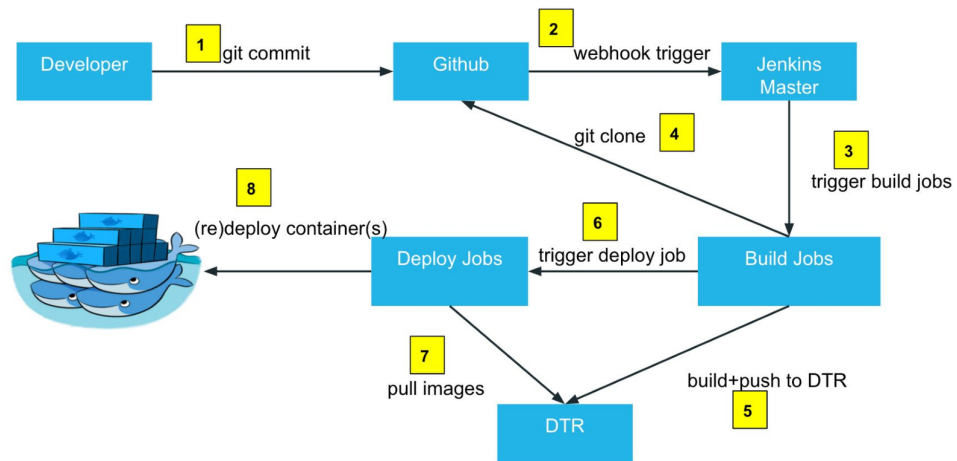 1
git commit
2
webhook trigger
Developer
Github
Jenkins
Master
git clone
4
3
trigger build jobs
8
(re)deploy container(s)
6
trigger deploy job
Deploy Jobs
Build Jobs
7
pull images
build+push to DTR
5
DTR